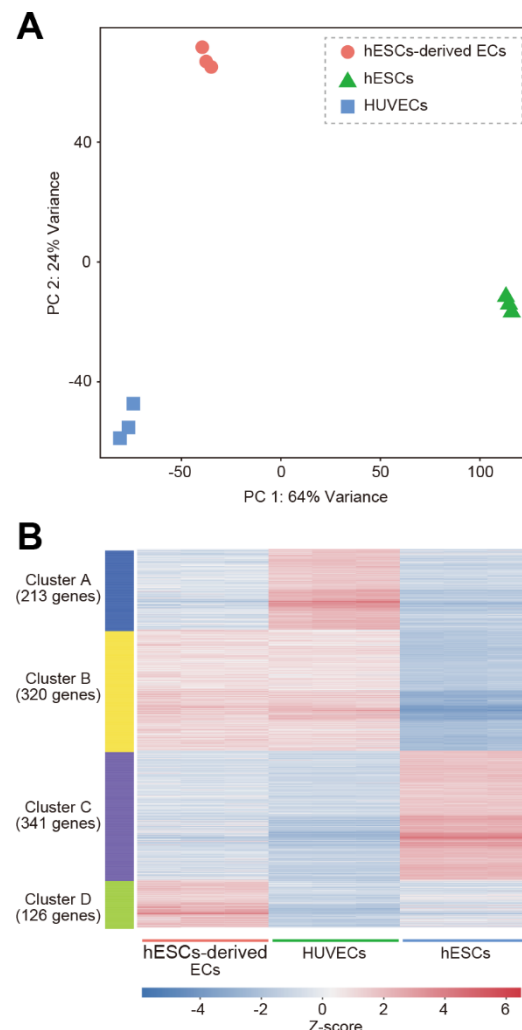 A
hESCs-derived ECs
hESCs
HUVECs
40
0
-40
PC 2: 24% Variance
-50
0
50
100
PC 1: 64% Variance
B
Cluster A
(213 genes)
Cluster B
(320 genes)
Cluster C
(341 genes)
Cluster D
(126 genes)
hESCs-derived
ECs
HUVECs
hESCs
-4
-2
0
2
4
6
Z-score